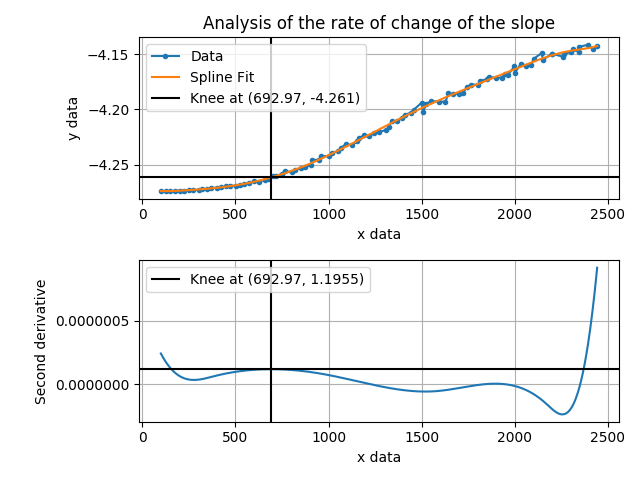 Analysis of the rate of change of the slope
−4.15
−4.20
−4.25
y data
Data
Spline Fit
Knee at (692.97, -4.261)
0 500 1000 1500 2000 2500
x data
Knee at (692.97, 1.1955)
0.0000005
0.0000000
Second derivative
0 500 1000 1500 2000 2500
x data